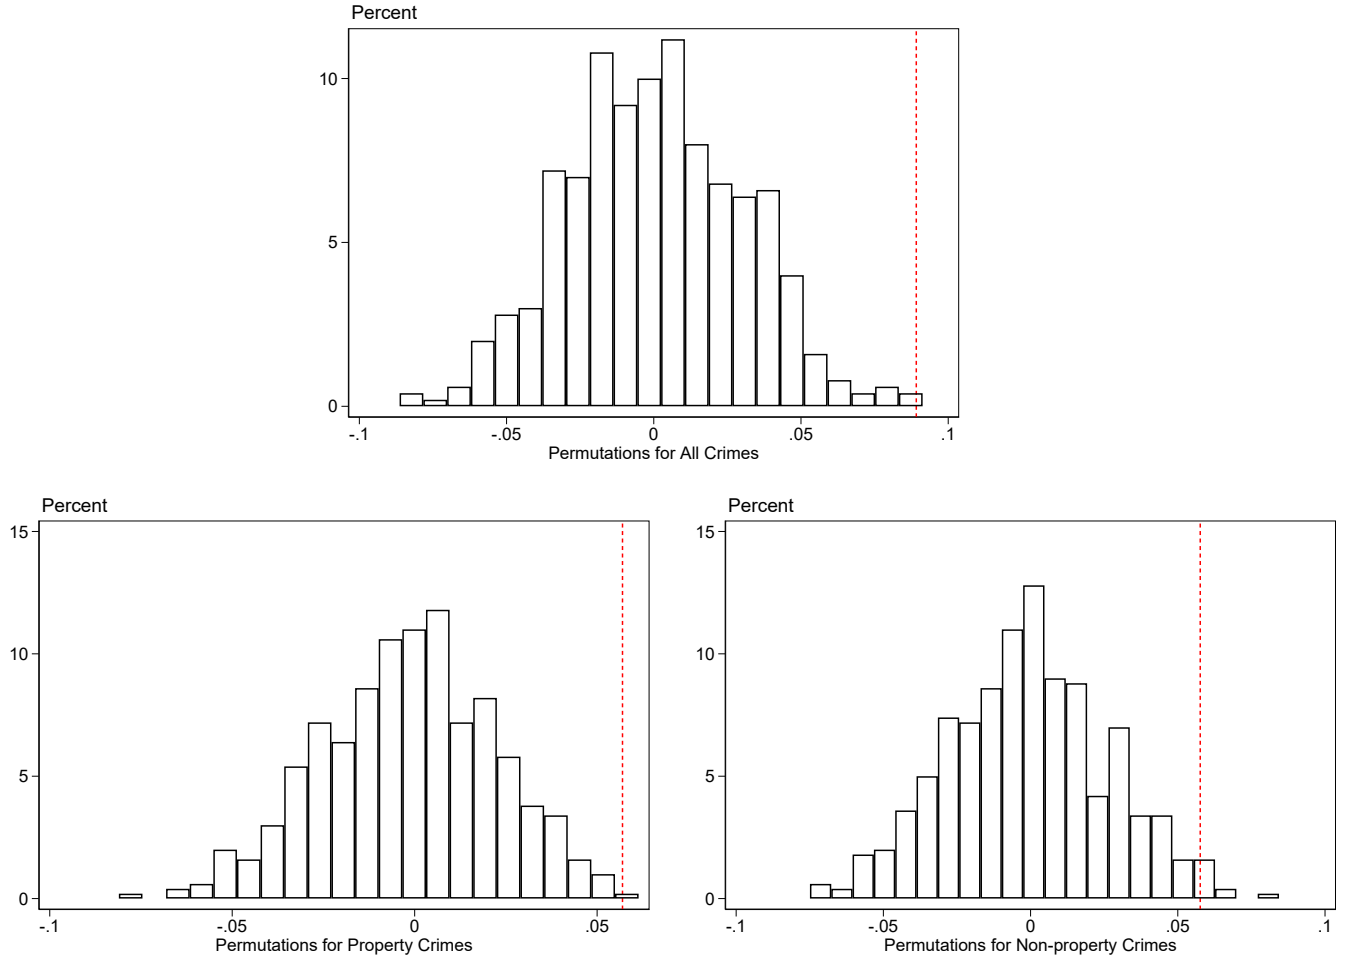 Percent
10
5
0
-.1 -.05 0 .05 .1
Permutations for All Crimes
Percent
15
10
5
0
-.1 -.05 0 .05
Permutations for Property Crimes
Percent
15
10
5
0
-.1 -.05 0 .05 .1
Permutations for Non-property Crimes